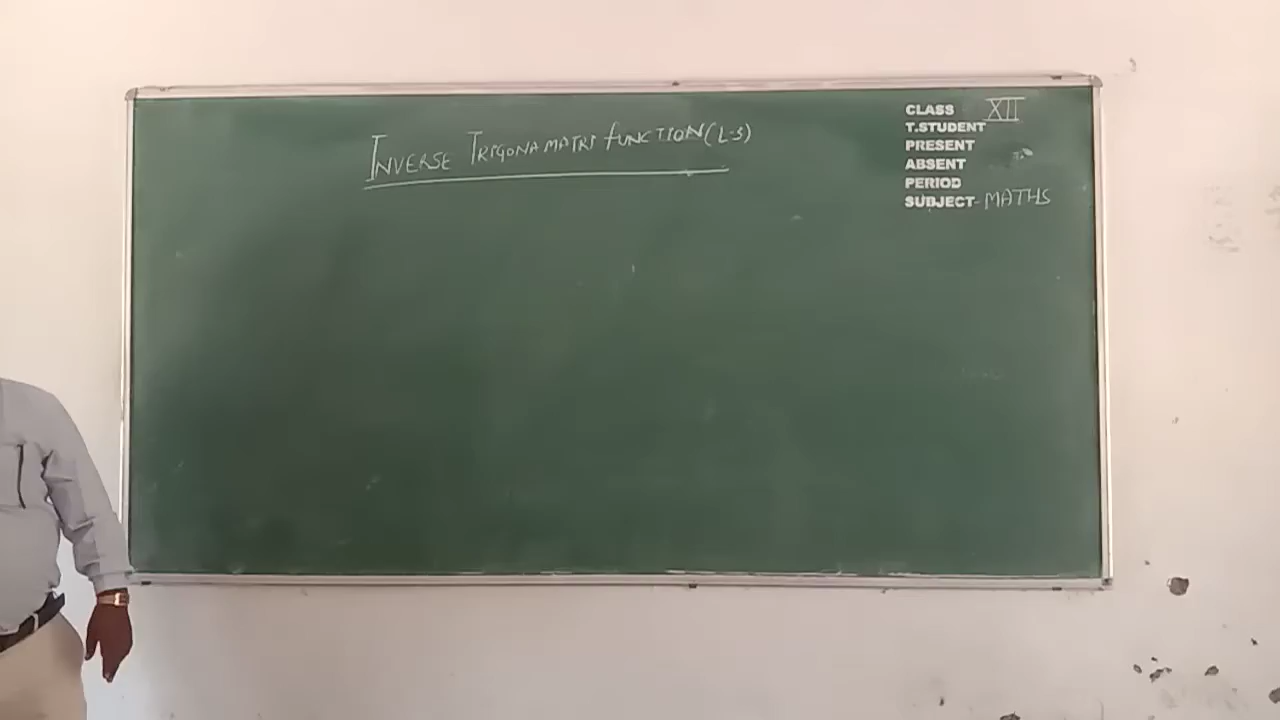 INVERSE TRIGONAMATRI FUNCTION (L-3)
CLASS XII
T.STUDENT
PRESENT
ABSENT
PERIOD
SUBJECT-MATHS